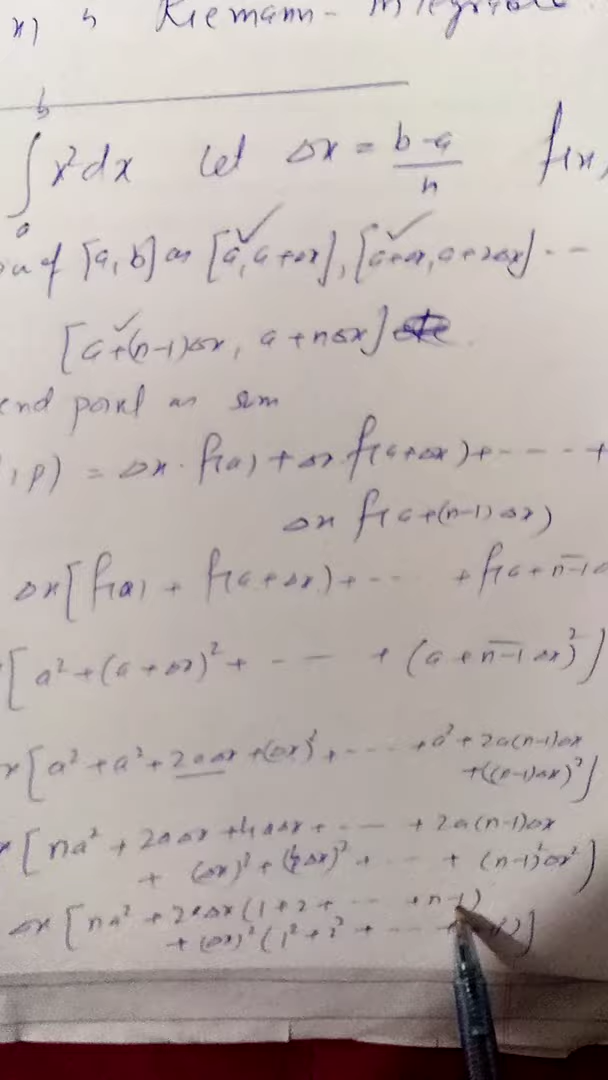 x) is Riemann-Integrable
∫_a^b x²dx let Δx = (b-a)/n f(x,
of [a, b] as [a, a+Δx], [a+Δx, a+2Δx] ...
[a+(n-1)Δx, a+nΔx]
end point as sum
, P) = Δx · f(a) + Δx f(a+Δx) + ---- +
Δx f(a+(n-1)Δx)
Δx [f(a) + f(a+Δx) + ... + f(a+n-1
[a² + (a+Δx)² + --- + (a+n-1 Δx)²]
x[a² + a² + 2aΔx + (Δx)² + ---- + a² + 2a(n-1)Δx
+((n-1)Δx)²]
x [na² + 2aΔx + 4aΔx + ---- + 2a(n-1)Δx
+ (Δx)² + (2Δx)² + -- + (n-1)²Δx²]
Δx [na² + 2aΔx (1+2+ --- +n-1)
+ (Δx)² (1²+2²+ ---